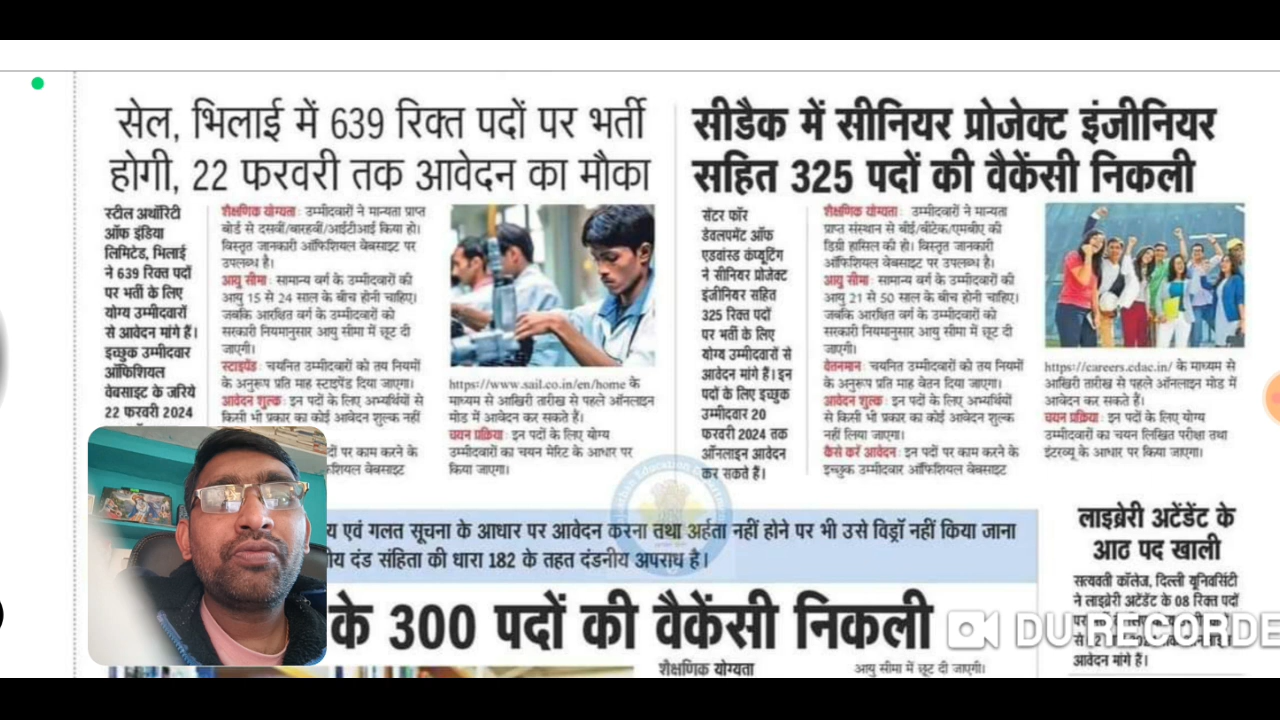 सेल, भिलाई में 639 रिक्त पदों पर भर्ती
होगी, 22 फरवरी तक आवेदन का मौका
स्टील अथॉरिटी
ऑफ इंडिया
लिमिटेड, भिलाई
ने 639 रिक्त पदों
पर भर्ती के लिए
योग्य उम्मीदवारों
से आवेदन मांगे हैं।
इच्छुक उम्मीदवार
ऑफिशियल
वेबसाइट के जरिये
22 फरवरी 2024
शैक्षणिक योग्यता: उम्मीदवारों ने मान्यता प्राप्त
बोर्ड से दसवीं/बारहवीं/आईटीआई किया हो।
विस्तृत जानकारी ऑफिशियल वेबसाइट पर
उपलब्ध है।
आयु सीमा: सामान्य वर्ग के उम्मीदवारों की
आयु 15 से 24 साल के बीच होनी चाहिए।
जबकि आरक्षित वर्ग के उम्मीदवारों को
सरकारी नियमानुसार आयु सीमा में छूट दी
जाएगी।
स्टाइपेंड: चयनित उम्मीदवारों को तय नियमों
के अनुरूप प्रति माह स्टाइपेंड दिया जाएगा।
आवेदन शुल्क: इन पदों के लिए अभ्यर्थियों से
किसी भी प्रकार का कोई आवेदन शुल्क नहीं
पदों पर काम करने के
वेबसाइट
https://www.sail.co.in/en/home के
माध्यम से आखिरी तारीख से पहले ऑनलाइन
मोड में आवेदन कर सकते हैं।
चयन प्रक्रिया: इन पदों के लिए योग्य
उम्मीदवारों का चयन मेरिट के आधार पर
किया जाएगा।
सीडैक में सीनियर प्रोजेक्ट इंजीनियर
सहित 325 पदों की वैकेंसी निकली
सेंटर फॉर
डेवलपमेंट ऑफ
एडवांस्ड कंप्यूटिंग
ने सीनियर प्रोजेक्ट
इंजीनियर सहित
325 रिक्त पदों
पर भर्ती के लिए
योग्य उम्मीदवारों से
आवेदन मांगे हैं। इन
पदों के लिए इच्छुक
उम्मीदवार 20
फरवरी 2024 तक
ऑनलाइन आवेदन
कर सकते हैं।
शैक्षणिक योग्यता: उम्मीदवारों ने मान्यता
प्राप्त संस्थान से बीई/बीटेक/एमबीए की
डिग्री हासिल की हो। विस्तृत जानकारी
ऑफिशियल वेबसाइट पर उपलब्ध है।
आयु सीमा: सामान्य वर्ग के उम्मीदवारों की
आयु 21 से 50 साल के बीच होनी चाहिए।
जबकि आरक्षित वर्ग के उम्मीदवारों को
सरकारी नियमानुसार आयु सीमा में छूट दी
जाएगी।
वेतनमान: चयनित उम्मीदवारों को तय नियमों
के अनुरूप प्रति माह वेतन दिया जाएगा।
आवेदन शुल्क: इन पदों के लिए अभ्यर्थियों
से किसी भी प्रकार का कोई आवेदन शुल्क
नहीं लिया जाएगा।
कैसे करें आवेदन: इन पदों पर काम करने के
इच्छुक उम्मीदवार ऑफिशियल वेबसाइट
https://careers.cdac.in/ के माध्यम से
आखिरी तारीख से पहले ऑनलाइन मोड में
आवेदन कर सकते हैं।
चयन प्रक्रिया: इन पदों के लिए योग्य
उम्मीदवारों का चयन लिखित परीक्षा तथा
इंटरव्यू के आधार पर किया जाएगा।
एवं गलत सूचना के आधार पर आवेदन करना तथा अर्हता नहीं होने पर भी उसे विड्रॉ नहीं किया जाना
दंड संहिता की धारा 182 के तहत दंडनीय अपराध है।
के 300 पदों की वैकेंसी निकली
शैक्षणिक योग्यता
आयु सीमा में छूट दी जाएगी।
लाइब्रेरी अटेंडेंट के
आठ पद खाली
सत्यवती कॉलेज, दिल्ली यूनिवर्सिटी
ने लाइब्रेरी अटेंडेंट के 08 रिक्त पदों
आवेदन मांगे हैं।
DU RECORDE